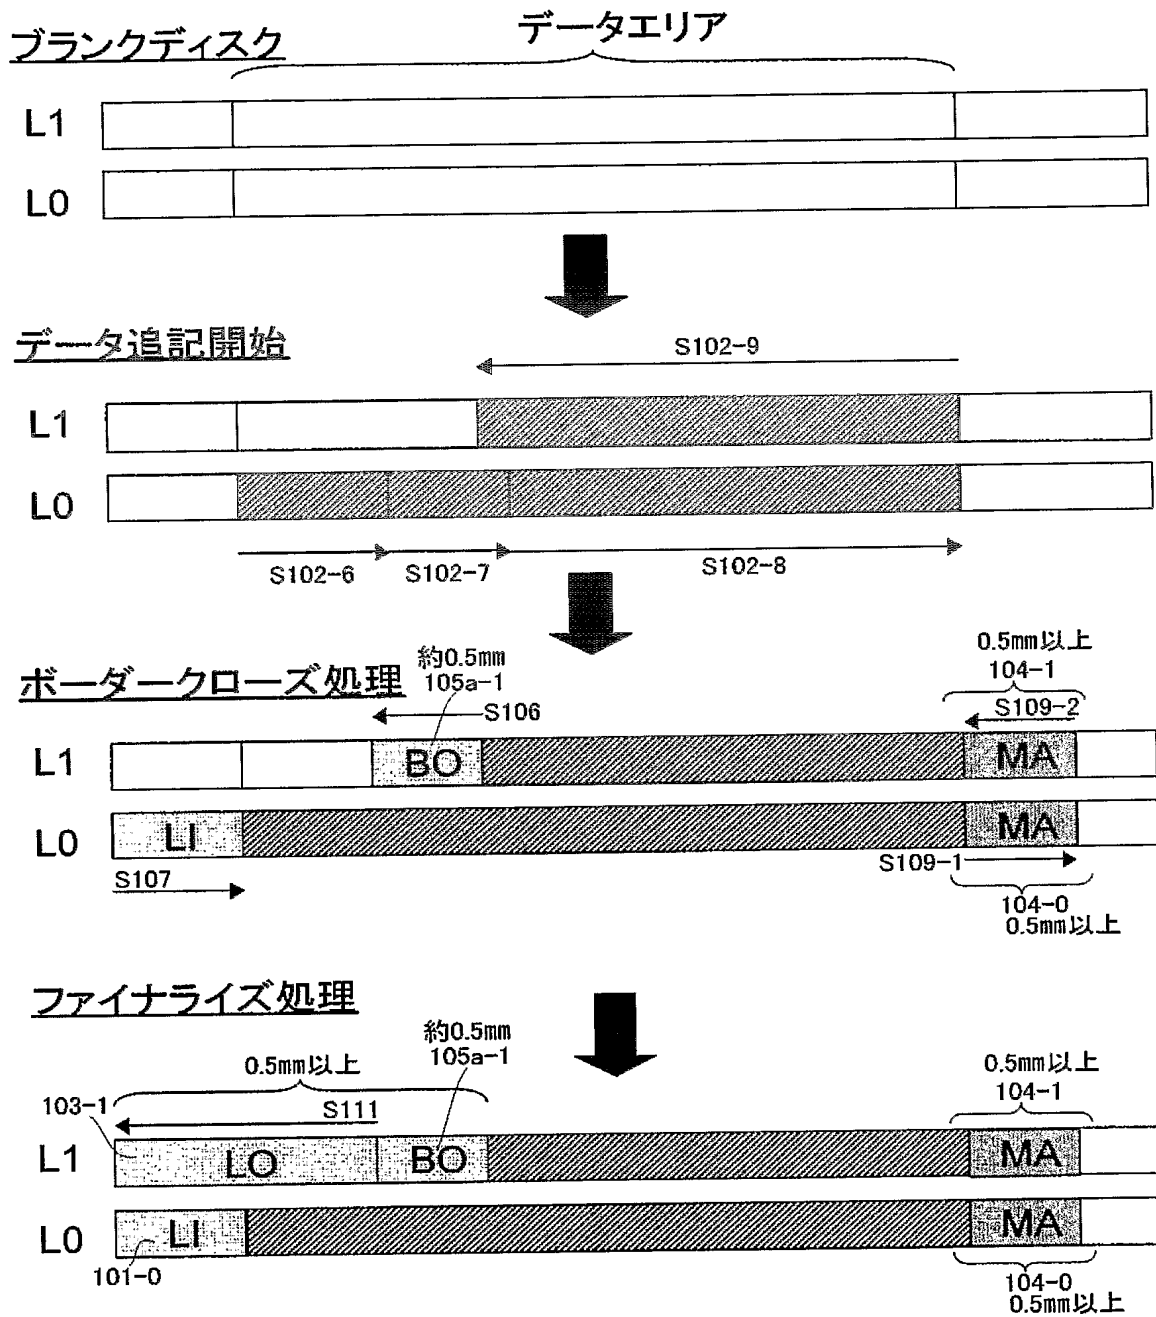 データエリア
ブランクディスク
L1
L0
データ追記開始
S102-9
L1
L0
S102-6
S102-7
S102-8
ボーダークローズ処理
約0.5㎜
105a-1
S106
0.5㎜以上
104-1
S109-2
L1
BO
MA
L0
LI
MA
S107
S109-1
104-0
0.5㎜以上
ファイナライズ処理
約0.5㎜
105a-1
0.5㎜以上
0.5㎜以上
104-1
103-1
S111
L1
LO
BO
MA
L0
LI
MA
101-0
104-0
0.5㎜以上